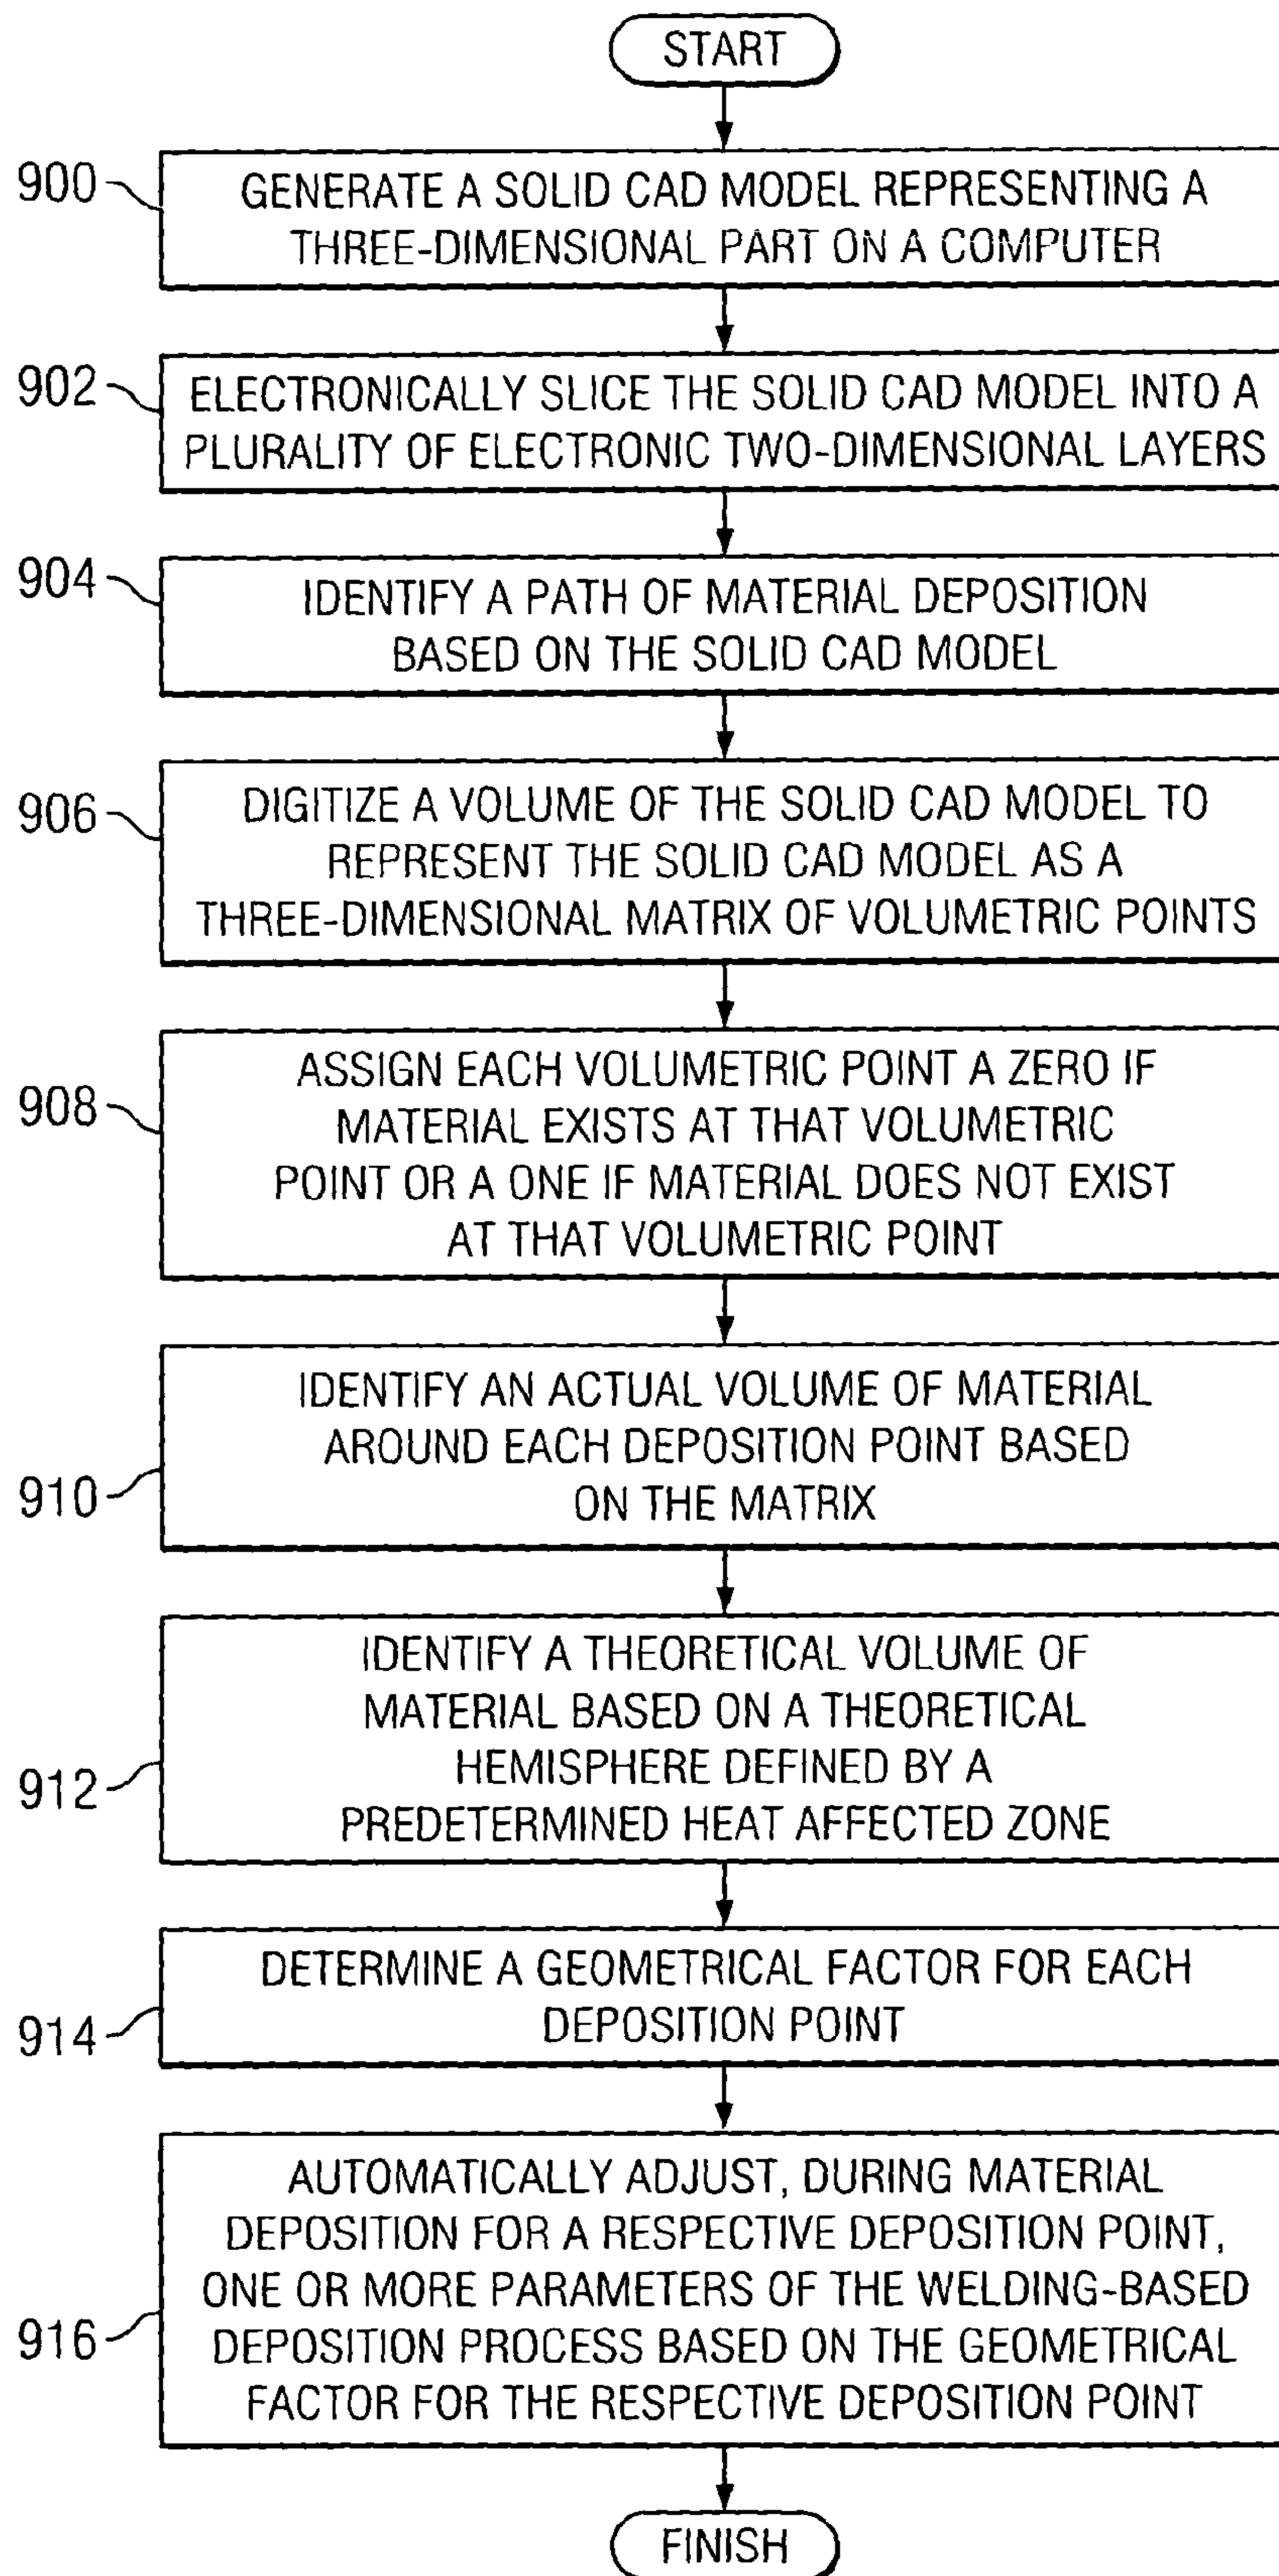 START
900
GENERATE A SOLID CAD MODEL REPRESENTING A
THREE-DIMENSIONAL PART ON A COMPUTER
902
ELECTRONICALLY SLICE THE SOLID CAD MODEL INTO A
PLURALITY OF ELECTRONIC TWO-DIMENSIONAL LAYERS
904
IDENTIFY A PATH OF MATERIAL DEPOSITION
BASED ON THE SOLID CAD MODEL
906
DIGITIZE A VOLUME OF THE SOLID CAD MODEL TO
REPRESENT THE SOLID CAD MODEL AS A
THREE-DIMENSIONAL MATRIX OF VOLUMETRIC POINTS
908
ASSIGN EACH VOLUMETRIC POINT A ZERO IF
MATERIAL EXISTS AT THAT VOLUMETRIC
POINT OR A ONE IF MATERIAL DOES NOT EXIST
AT THAT VOLUMETRIC POINT
910
IDENTIFY AN ACTUAL VOLUME OF MATERIAL
AROUND EACH DEPOSITION POINT BASED
ON THE MATRIX
912
IDENTIFY A THEORETICAL VOLUME OF
MATERIAL BASED ON A THEORETICAL
HEMISPHERE DEFINED BY A
PREDETERMINED HEAT AFFECTED ZONE
914
DETERMINE A GEOMETRICAL FACTOR FOR EACH
DEPOSITION POINT
916
AUTOMATICALLY ADJUST, DURING MATERIAL
DEPOSITION FOR A RESPECTIVE DEPOSITION POINT,
ONE OR MORE PARAMETERS OF THE WELDING-BASED
DEPOSITION PROCESS BASED ON THE GEOMETRICAL
FACTOR FOR THE RESPECTIVE DEPOSITION POINT
FINISH